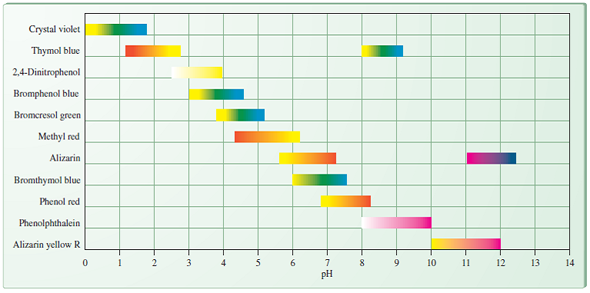 Crystal violet
Thymol blue
2,4-Dinitrophenol
Bromphenol blue
Bromcresol green
Methyl red
Alizarin
Bromthymol blue
Phenol red
Phenolphthalein
Alizarin yellow R
0 1 2 3 4 5 6 7 8 9 10 11 12 13 14
pH